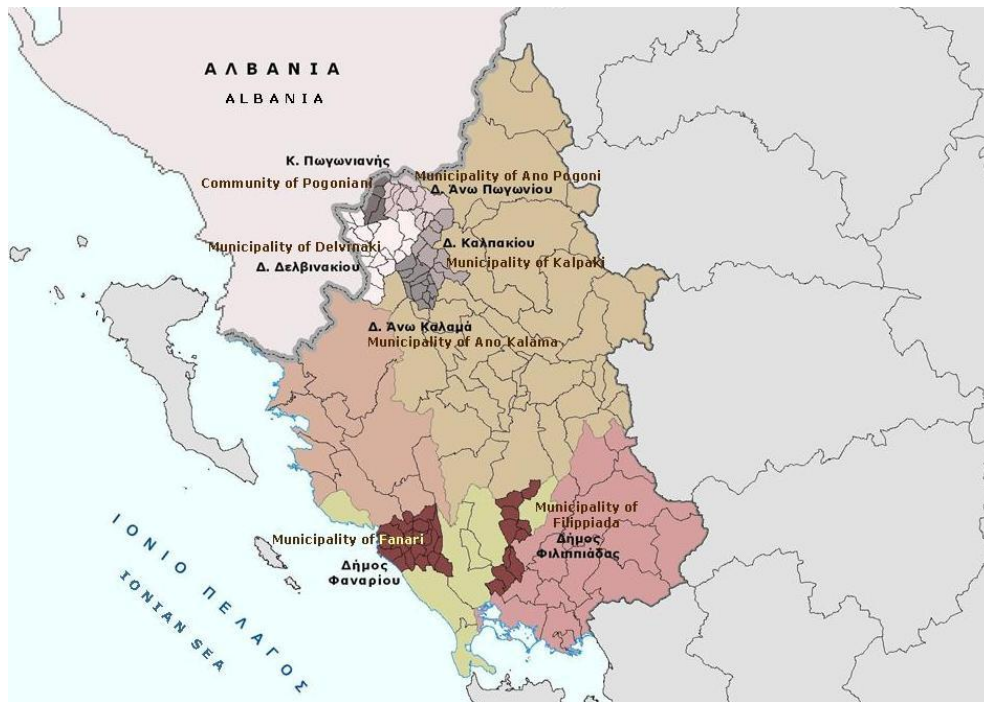 ΑΛΒΑΝΙΑ
ALBANIA
Κ. Πωγωνιανής
Community of Pogoniani
Municipality of Ano Pogoni
Δ. Άνω Πωγωνίου
Municipality of Delvinaki
Δ. Δελβινακίου
Δ. Καλπακίου
Municipality of Kalpaki
Δ. Άνω Καλαμά
Municipality of Ano Kalama
Municipality of Fanari
Δήμος
Φαναρίου
Municipality of
Filippiada
Δήμος
Φιλιππιάδας
ΙΟΝΙΟ ΠΕΛΑΓΟΣ
IONIAN SEA